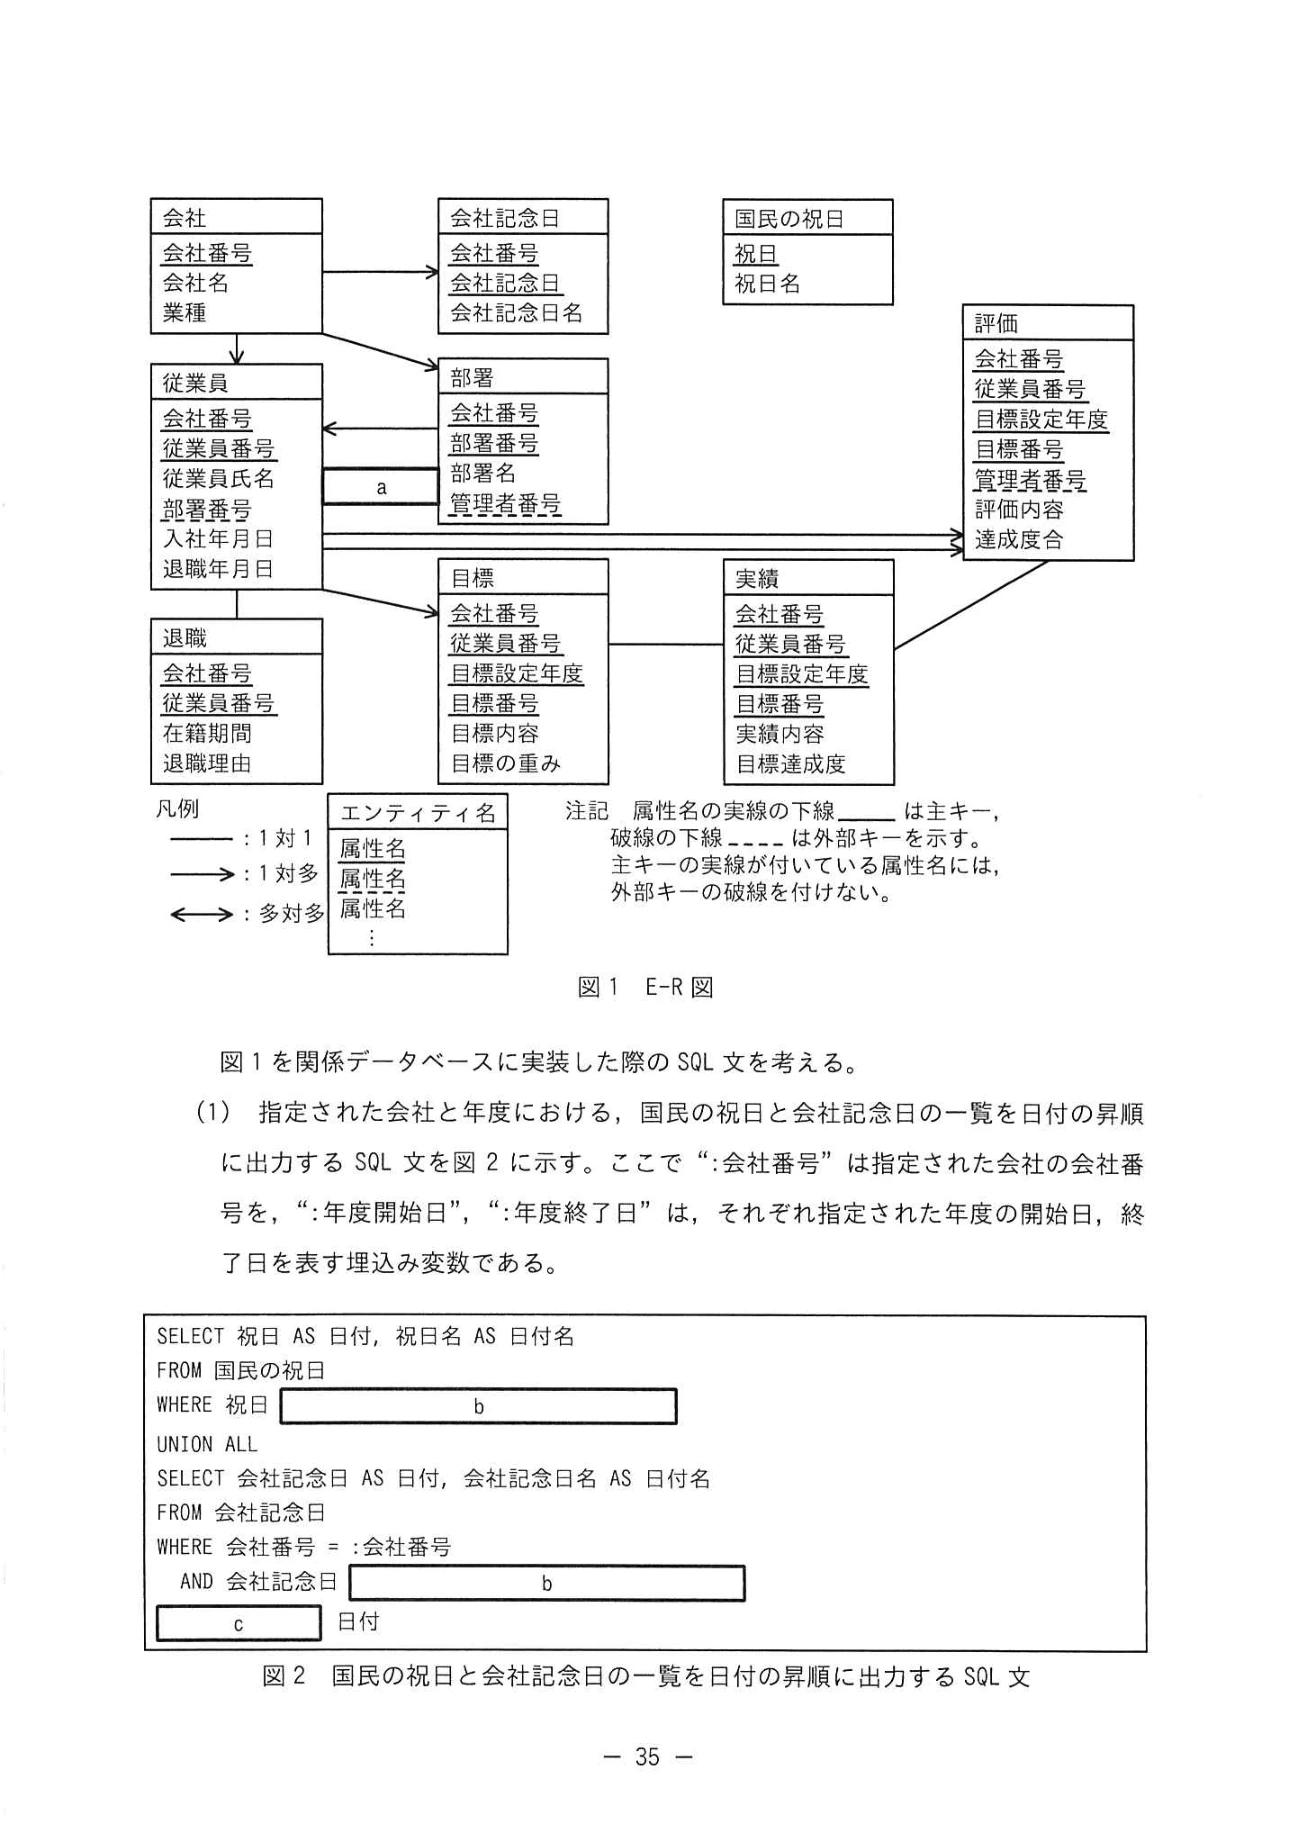 会社
会社番号
会社名
業種
会社記念日
会社番号
会社記念日
会社記念日名
国民の祝日
祝日
祝日名
評価
会社番号
従業員番号
目標設定年度
目標番号
管理者番号
評価内容
達成度合
従業員
会社番号
従業員番号
従業員氏名
部署番号
入社年月日
退職年月日
a
部署
会社番号
部署番号
部署名
管理者番号
退職
会社番号
従業員番号
在籍期間
退職理由
目標
会社番号
従業員番号
目標設定年度
目標番号
目標内容
目標の重み
実績
会社番号
従業員番号
目標設定年度
目標番号
実績内容
目標達成度
凡例
：1対1
：1対多
：多対多
エンティティ名
属性名
属性名
属性名
⋮
注記　属性名の実線の下線____は主キー，
破線の下線----は外部キーを示す。
主キーの実線が付いている属性名には，
外部キーの破線を付けない。
図1　E-R図
図1を関係データベースに実装した際のSQL文を考える。
(1)　指定された会社と年度における，国民の祝日と会社記念日の一覧を日付の昇順
に出力するSQL文を図2に示す。ここで“:会社番号”は指定された会社の会社番
号を，“:年度開始日”，“:年度終了日”は，それぞれ指定された年度の開始日，終
了日を表す埋込み変数である。
SELECT 祝日 AS 日付, 祝日名 AS 日付名
FROM 国民の祝日
WHERE 祝日 b
UNION ALL
SELECT 会社記念日 AS 日付, 会社記念日名 AS 日付名
FROM 会社記念日
WHERE 会社番号 = :会社番号
AND 会社記念日 b
c 日付
図2　国民の祝日と会社記念日の一覧を日付の昇順に出力するSQL文
－ 35 －